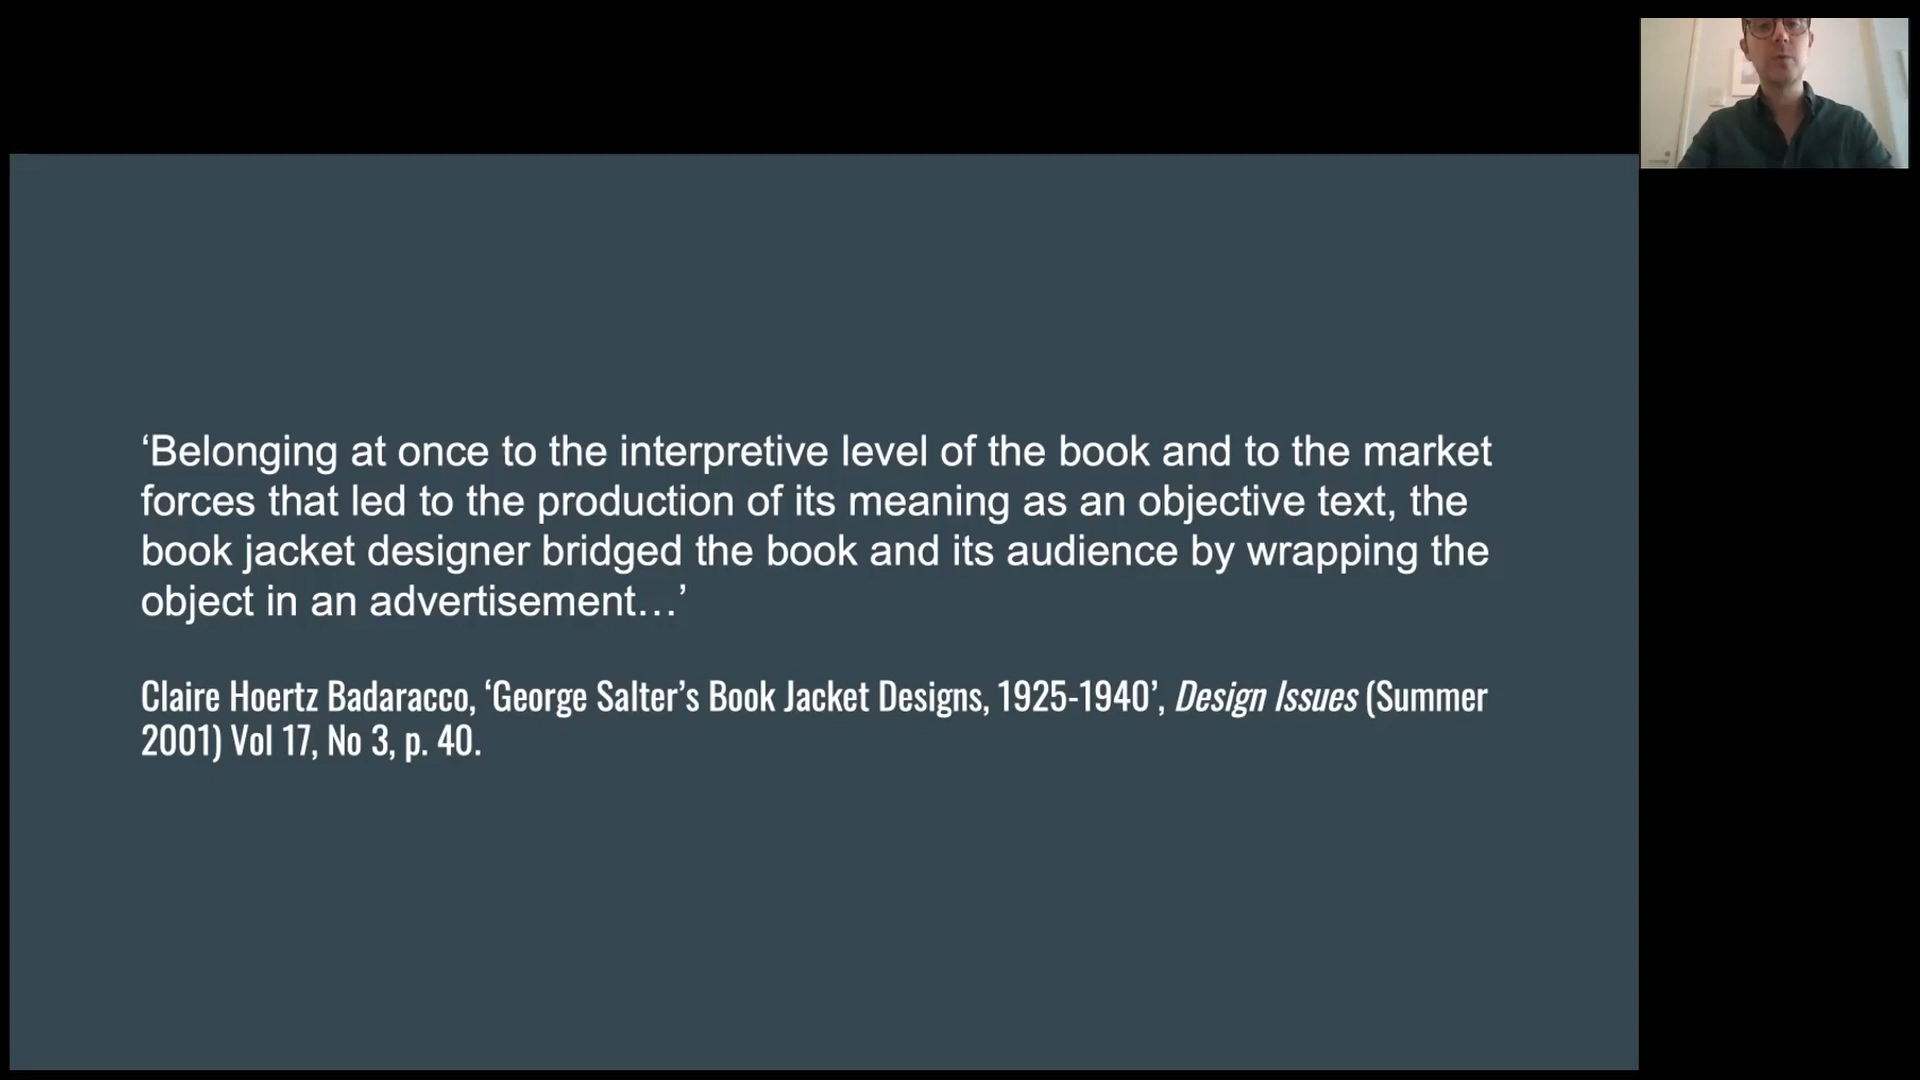 ‘Belonging at once to the interpretive level of the book and to the market
forces that led to the production of its meaning as an objective text, the
book jacket designer bridged the book and its audience by wrapping the
object in an advertisement…’
Claire Hoertz Badaracco, ‘George Salter’s Book Jacket Designs, 1925-1940’, Design Issues (Summer
2001) Vol 17, No 3, p. 40.